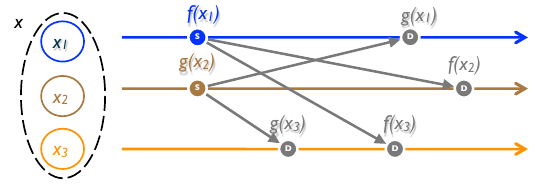 x
x1
x2
x3
f(x1)
g(x1)
S
D
g(x2)
f(x2)
S
D
g(x3)
f(x3)
D
D